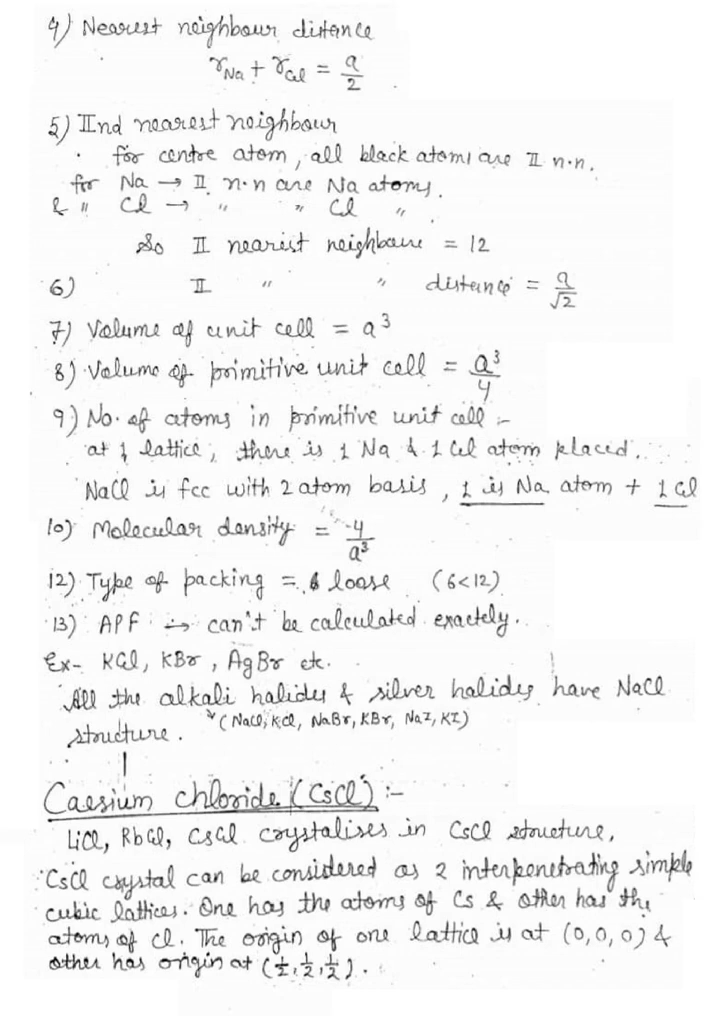 4) Nearest neighbour distance
rNa + rCl = a/2
5) IInd nearest neighbour
for centre atom, all black atoms are II n.n.
for Na → II n.n are Na atoms.
& " Cl → " " Cl "
So II nearest neighbour = 12
6) II " " distance = a/√2
7) Volume of unit cell = a³
8) Volume of primitive unit cell = a³/4
9) No. of atoms in primitive unit cell :-
at 1 lattice, there is 1 Na & 1 Cl atom placed.
NaCl is fcc with 2 atom basis, 1 is Na atom + 1 Cl
10) Molecular density = 4/a³
12) Type of packing = loose (6<12)
13) APF :→ can't be calculated exactely.
Ex- KCl, KBr, AgBr etc.
All the alkali halides & silver halides have NaCl
structure. (NaCl, KCl, NaBr, KBr, NaI, KI)
Caesium chloride (CsCl) :-
LiCl, RbCl, CsCl crystalises in CsCl structure,
CsCl crystal can be considered as 2 interpenetrating simple
cubic lattices. One has the atoms of Cs & other has the
atoms of Cl. The origin of one lattice is at (0,0,0) &
other has origin at (½,½,½).